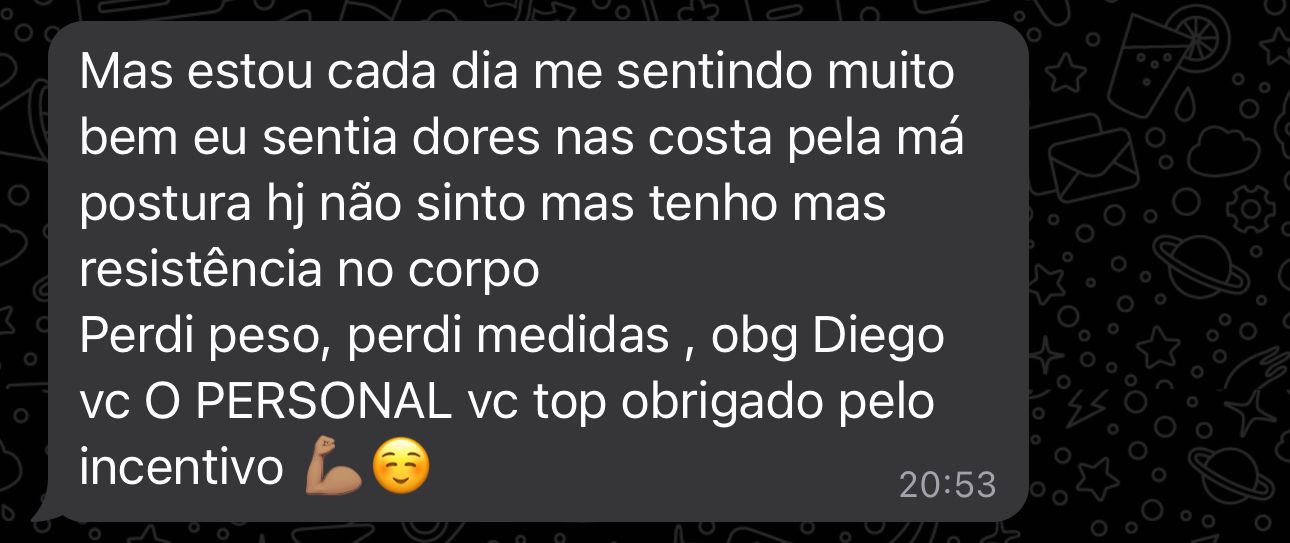 Mas estou cada dia me sentindo muito
bem eu sentia dores nas costa pela má
postura hj não sinto mas tenho mas
resistência no corpo
Perdi peso, perdi medidas , obg Diego
vc O PERSONAL vc top obrigado pelo
incentivo 💪🏽☺️
20:53